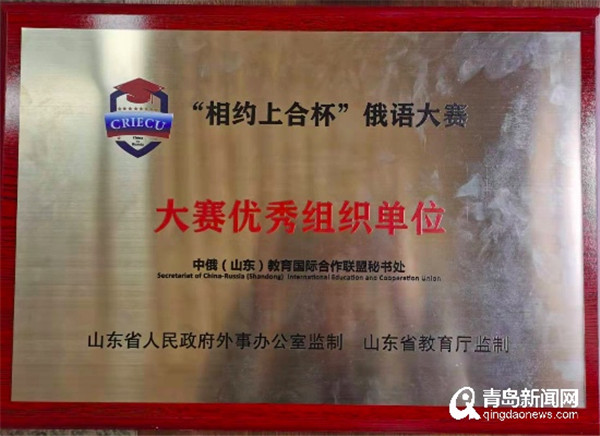 CRIECU
China
Russia
“相约上合杯”俄语大赛
大赛优秀组织单位
中俄（山东）教育国际合作联盟秘书处
Secretariat of China-Russia (Shandong) International Education and Cooperation Union
山东省人民政府外事办公室监制 山东省教育厅监制
青岛新闻网
qingdaonews.com